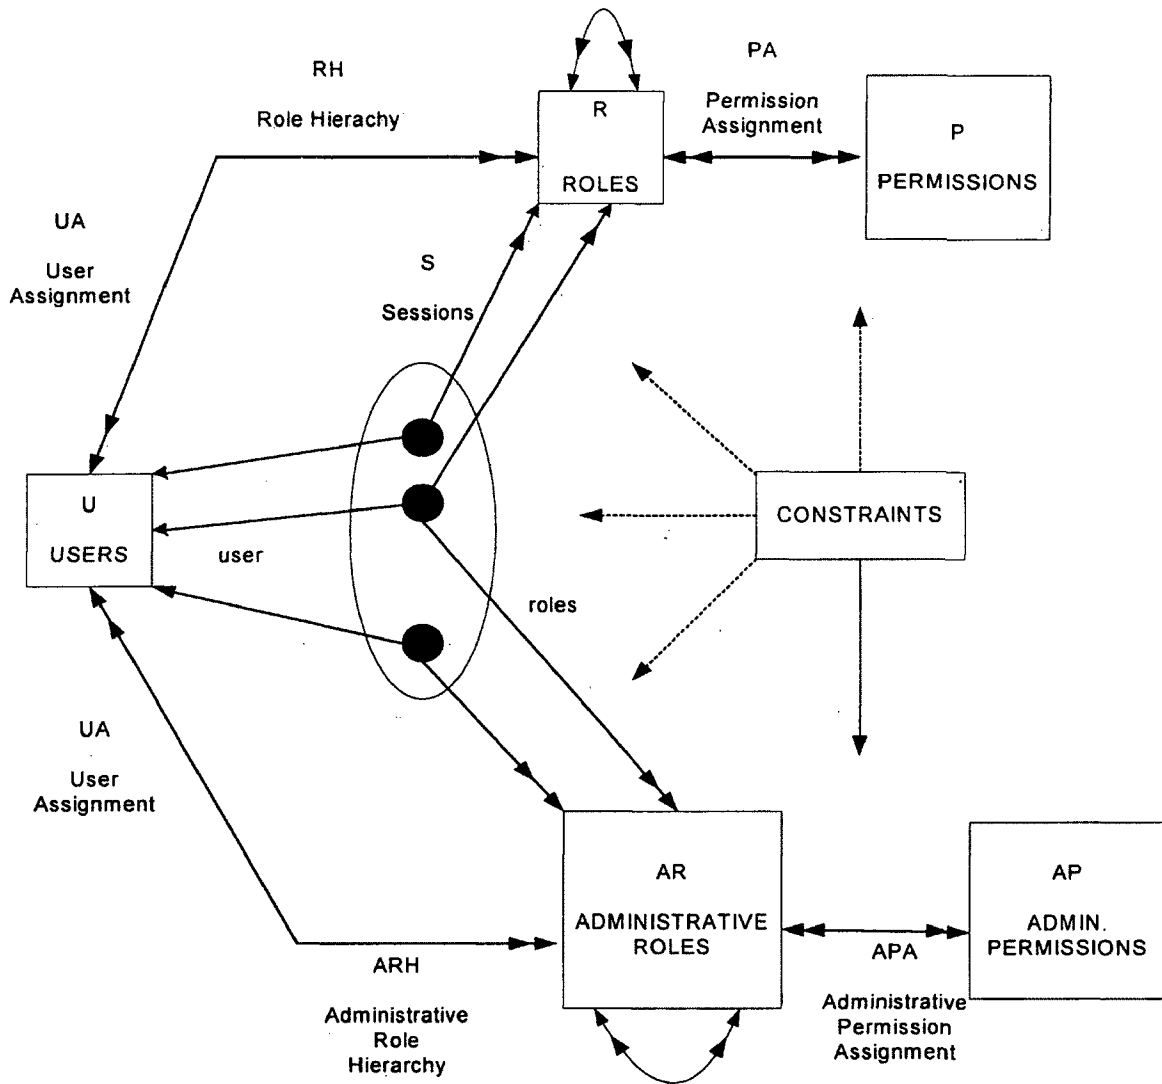 RH
Role Hierachy
PA
Permission
Assignment
R
ROLES
P
PERMISSIONS
UA
User
Assignment
S
Sessions
U
USERS
user
CONSTRAINTS
roles
UA
User
Assignment
AR
ADMINISTRATIVE
ROLES
AP
ADMIN.
PERMISSIONS
ARH
Administrative
Role
Hierarchy
APA
Administrative
Permission
Assignment